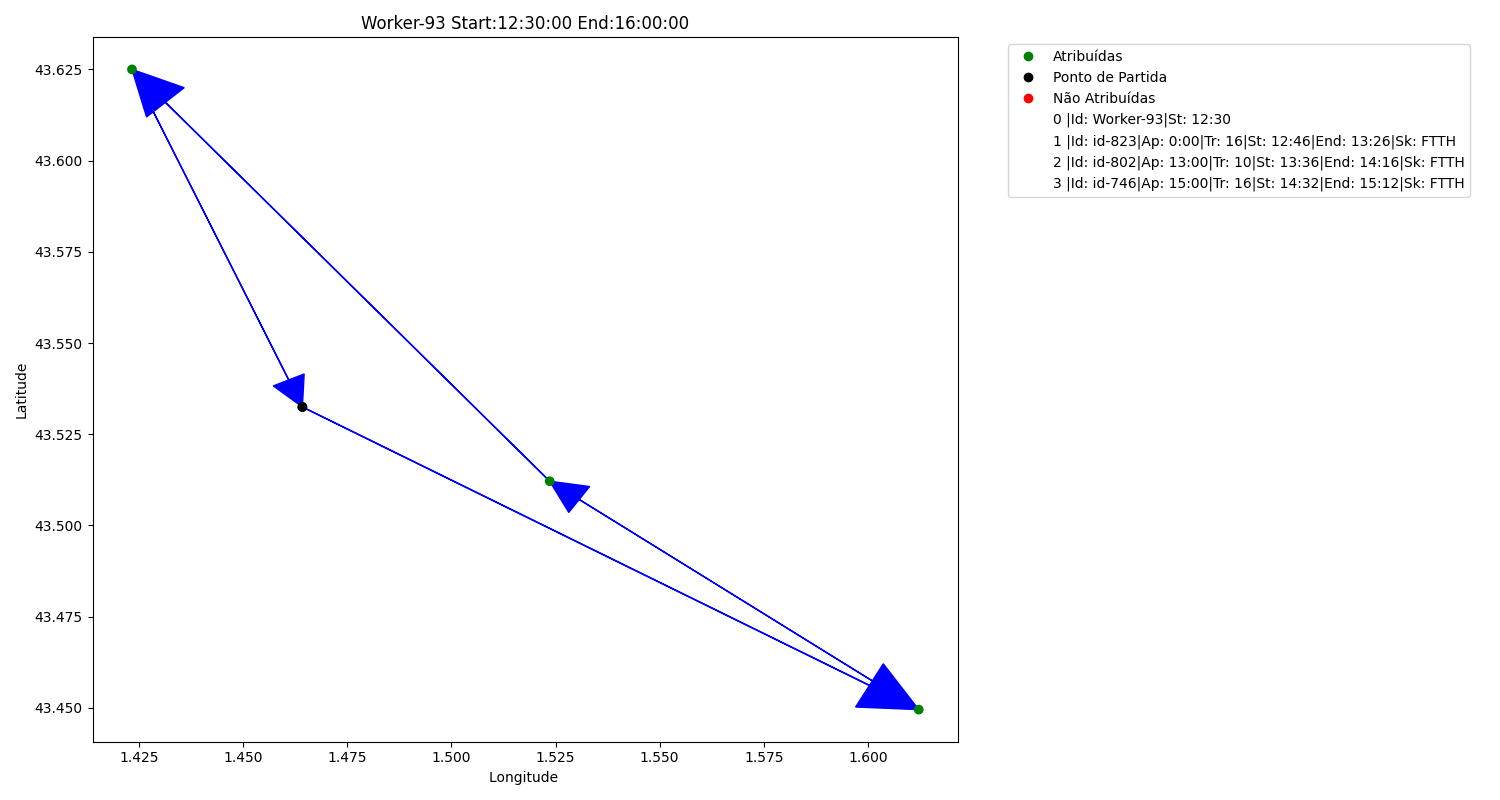 Worker-93 Start:12:30:00 End:16:00:00
43.625
43.600
43.575
43.550
43.525
43.500
43.475
43.450
Latitude
1.425 1.450 1.475 1.500 1.525 1.550 1.575 1.600
Longitude
Atribuídas
Ponto de Partida
Não Atribuídas
0 |Id: Worker-93|St: 12:30
1 |Id: id-823|Ap: 0:00|Tr: 16|St: 12:46|End: 13:26|Sk: FTTH
2 |Id: id-802|Ap: 13:00|Tr: 10|St: 13:36|End: 14:16|Sk: FTTH
3 |Id: id-746|Ap: 15:00|Tr: 16|St: 14:32|End: 15:12|Sk: FTTH